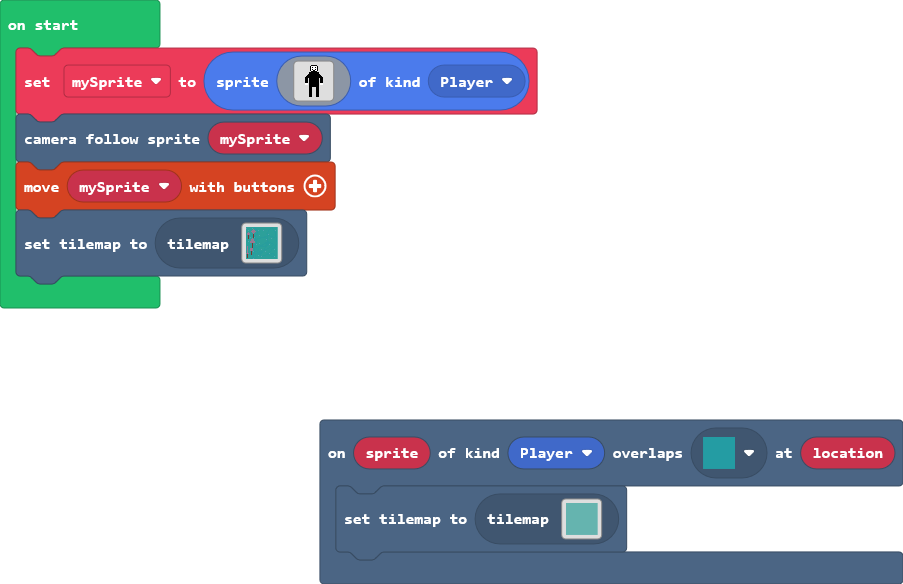 on start
set mySprite to sprite of kind Player
camera follow sprite mySprite
move mySprite with buttons
set tilemap to tilemap
on sprite of kind Player overlaps at location
set tilemap to tilemap